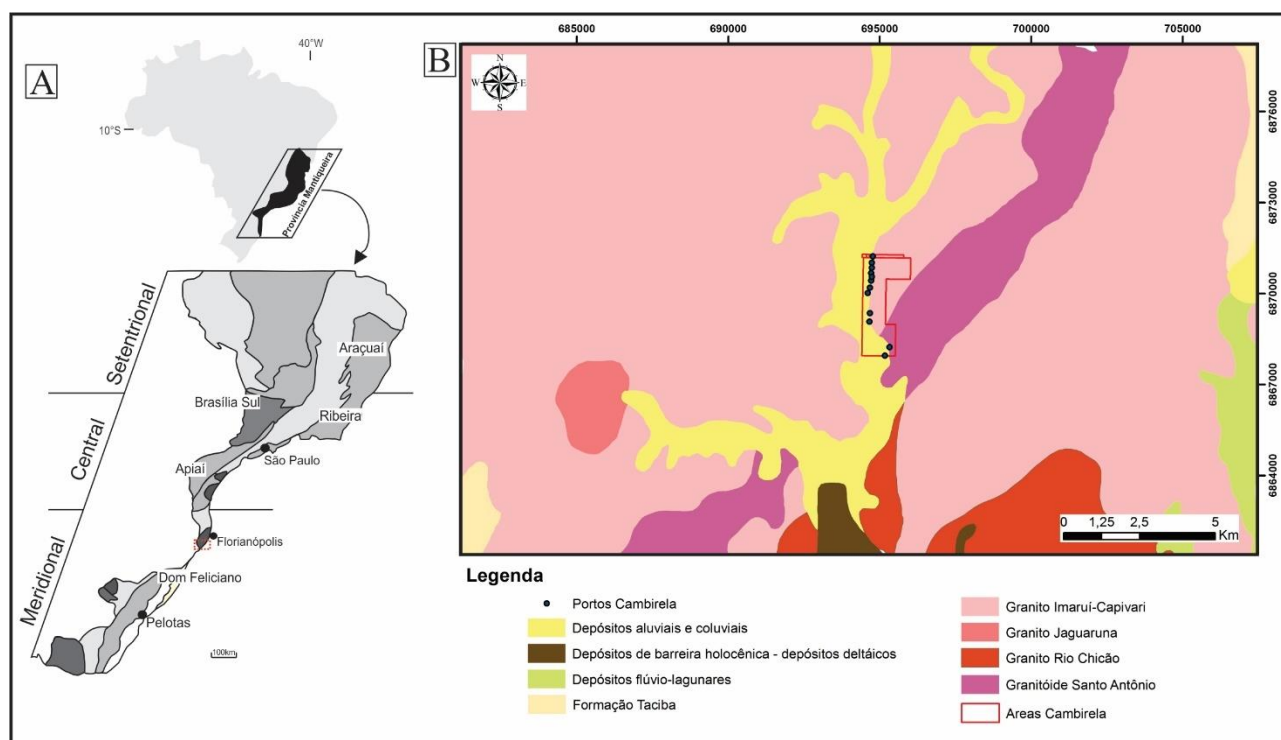 A
40°W
10°S
Província Mantiqueira
Setentrional
Central
Meridional
Araçuaí
Brasília Sul
Ribeira
São Paulo
Apiaí
Florianópolis
Dom Feliciano
Pelotas
100km
B
685000
690000
695000
700000
705000
N
W
E
S
6876000
6873000
6870000
6867000
6864000
0 1,25 2,5 5
Km
Legenda
Portos Cambirela
Depósitos aluviais e coluviais
Depósitos de barreira holocênica - depósitos deltáicos
Depósitos flúvio-lagunares
Formação Taciba
Granito Imaruí-Capivari
Granito Jaguaruna
Granito Rio Chicão
Granitóide Santo Antônio
Areas Cambirela